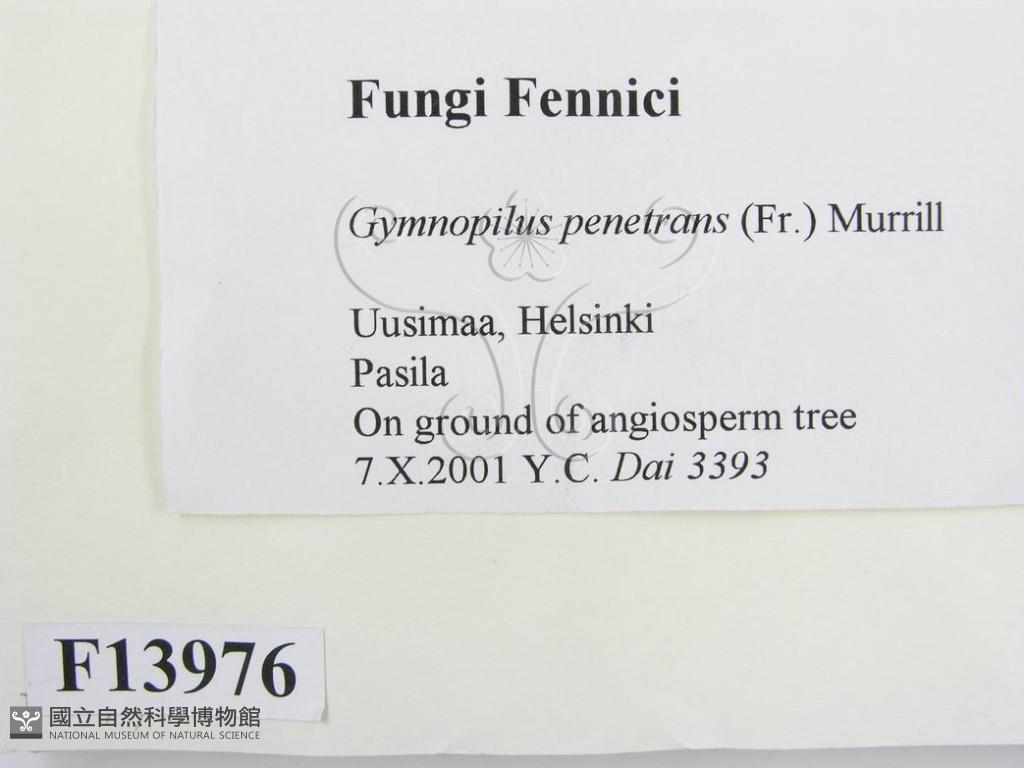 Fungi Fennici
Gymnopilus penetrans (Fr.) Murrill
Uusimaa, Helsinki
Pasila
On ground of angiosperm tree
7.X.2001 Y.C. Dai 3393
F13976
國立自然科學博物館
NATIONAL MUSEUM OF NATURAL SCIENCE